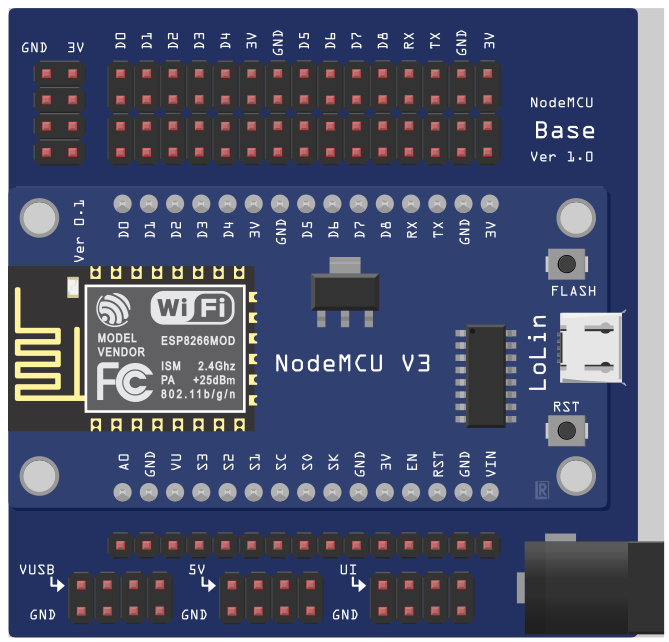 GND 3V D0 D1 D2 D3 D4 3V GND D5 D6 D7 D8 RX TX GND 3V
NodeMCU
Base
Ver 1.0
Ver 0.1
D0 D1 D2 D3 D4 3V GND D5 D6 D7 D8 RX TX GND 3V
FLASH
WiFi
MODEL
VENDOR
ESP8266MOD
FC
ISM 2.4Ghz
PA +25dBm
802.11b/g/n
NodeMCU V3
LoLin
RST
A0 GND VU S3 S2 S1 SC S0 SK GND 3V EN RST GND VIN
R
VUSB
GND
5V
GND
UI
GND